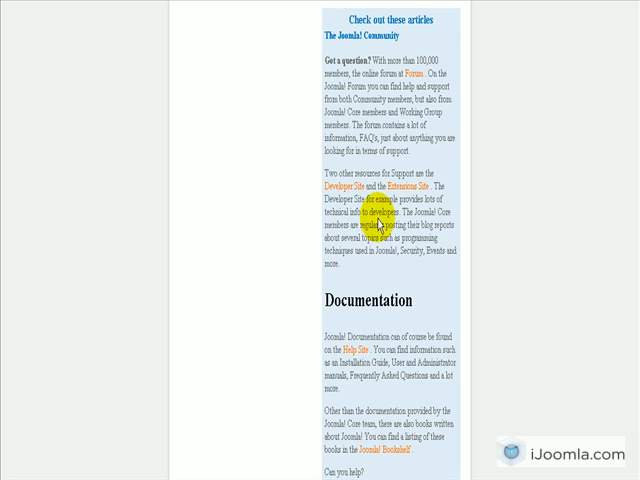 Check out these articles
The Joomla! Community
Got a question? With more than 100,000
members, the online forum at Forum . On the
Joomla! Forum you can find help and support
from both Community members, but also from
Joomla! Core members and Working Group
members. The forum contains a lot of
information, FAQ's, just about anything you are
looking for in terms of support.
Two other resources for Support are the
Developer Site and the Extensions Site . The
Developer Site for example provides lots of
technical info to developers. The Joomla! Core
members are regularly posting their blog reports
about several topics such as programming
techniques used in Joomla!, Security, Events and
more.
Documentation
Joomla! Documentation can of course be found
on the Help Site . You can find information such
as an Installation Guide, User and Administrator
manuals, Frequently Asked Questions and a lot
more.
Other than the documentation provided by the
Joomla! Core team, there are also books written
about Joomla! You can find a listing of these
books in the Joomla! Bookshelf .
Can you help?
iJoomla.com